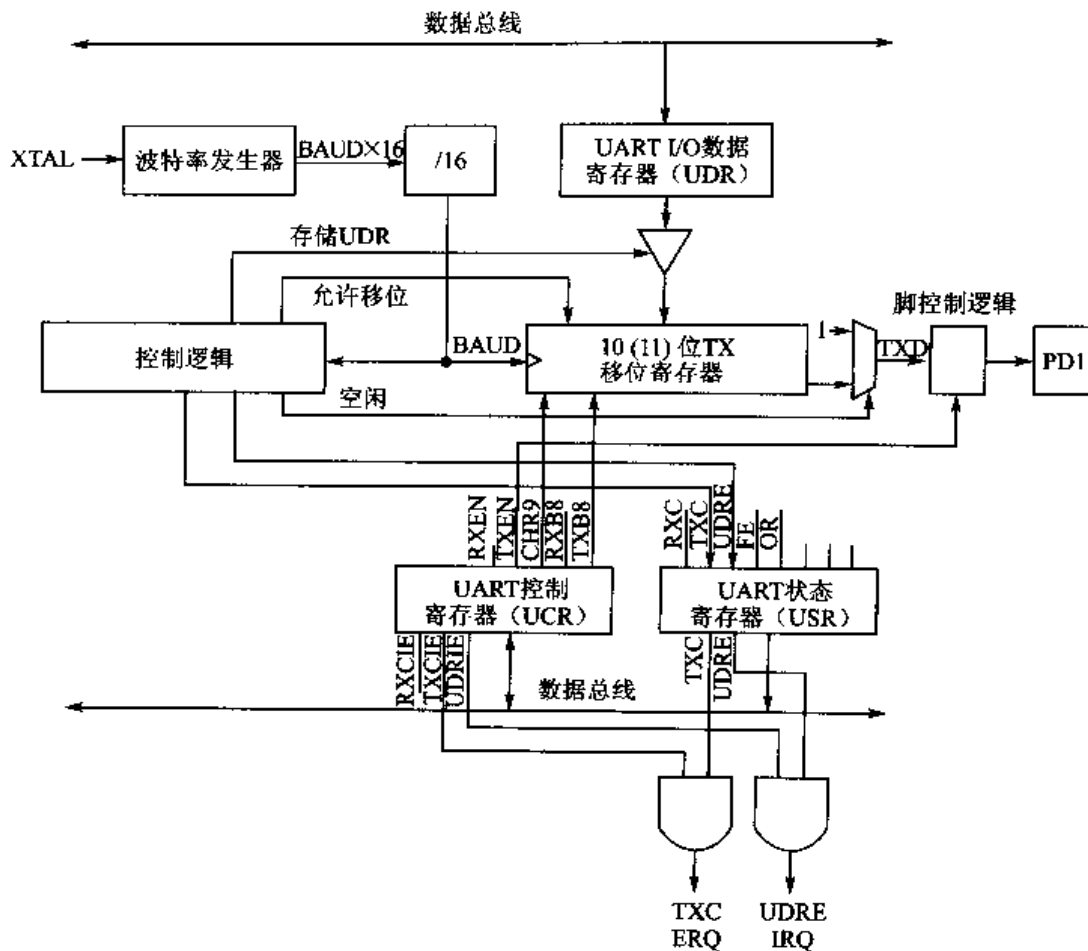 数据总线
XTAL
波特率发生器
BAUD×16
/16
UART I/O数据
寄存器（UDR）
存储UDR
允许移位
控制逻辑
BAUD
10 (11) 位TX
移位寄存器
1
脚控制逻辑
TXD
PD1
空闲
RXEN
TXEN
CHR9
RXB8
TXB8
RXC
TXC
UDRE
FE
OR
UART控制
寄存器（UCR）
UART状态
寄存器（USR）
RXCIE
TXCIE
UDRIE
TXC
UDRE
数据总线
TXC
ERQ
UDRE
IRQ